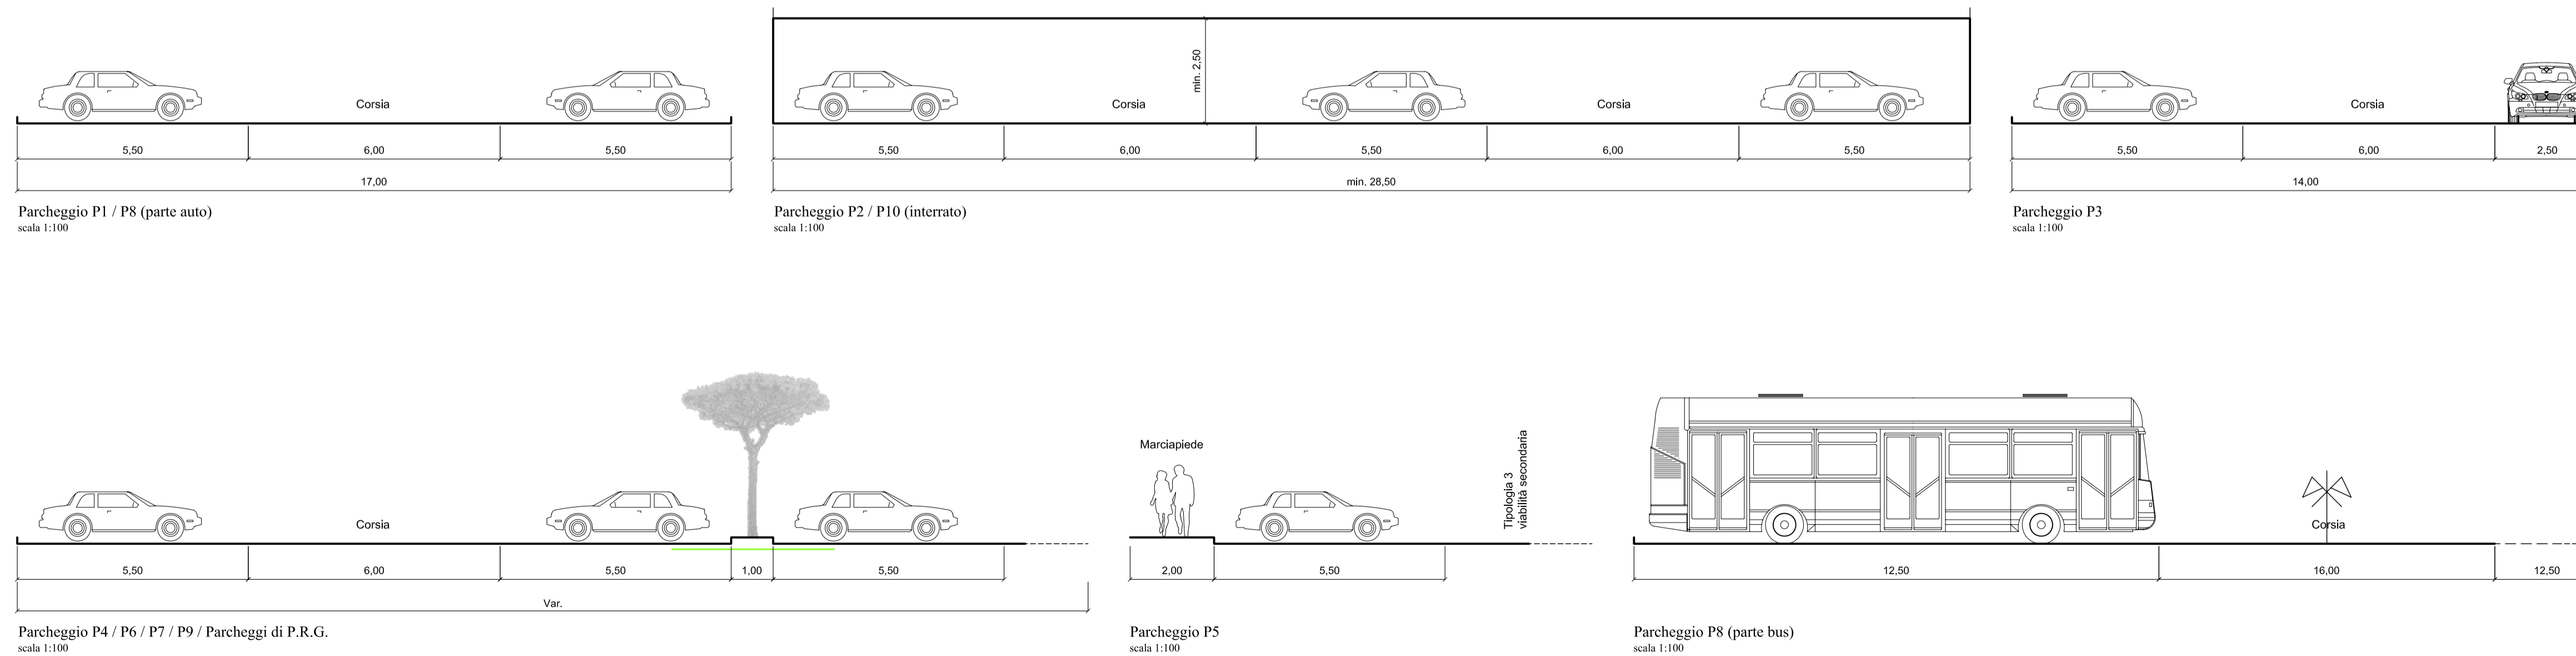 Corsia
5,50
6,00
5,50
17,00
Parcheggio P1 / P8 (parte auto)
scala 1:100
min. 2,50
Corsia
Corsia
5,50
6,00
5,50
6,00
5,50
min. 28,50
Parcheggio P2 / P10 (interrato)
scala 1:100
Corsia
5,50
6,00
2,50
14,00
Parcheggio P3
scala 1:100
Corsia
5,50
6,00
5,50
1,00
5,50
Var.
Parcheggio P4 / P6 / P7 / P9 / Parcheggi di P.R.G.
scala 1:100
Marciapiede
Tipologia 3
viabilità secondaria
2,00
5,50
Parcheggio P5
scala 1:100
Corsia
12,50
16,00
12,50
Parcheggio P8 (parte bus)
scala 1:100